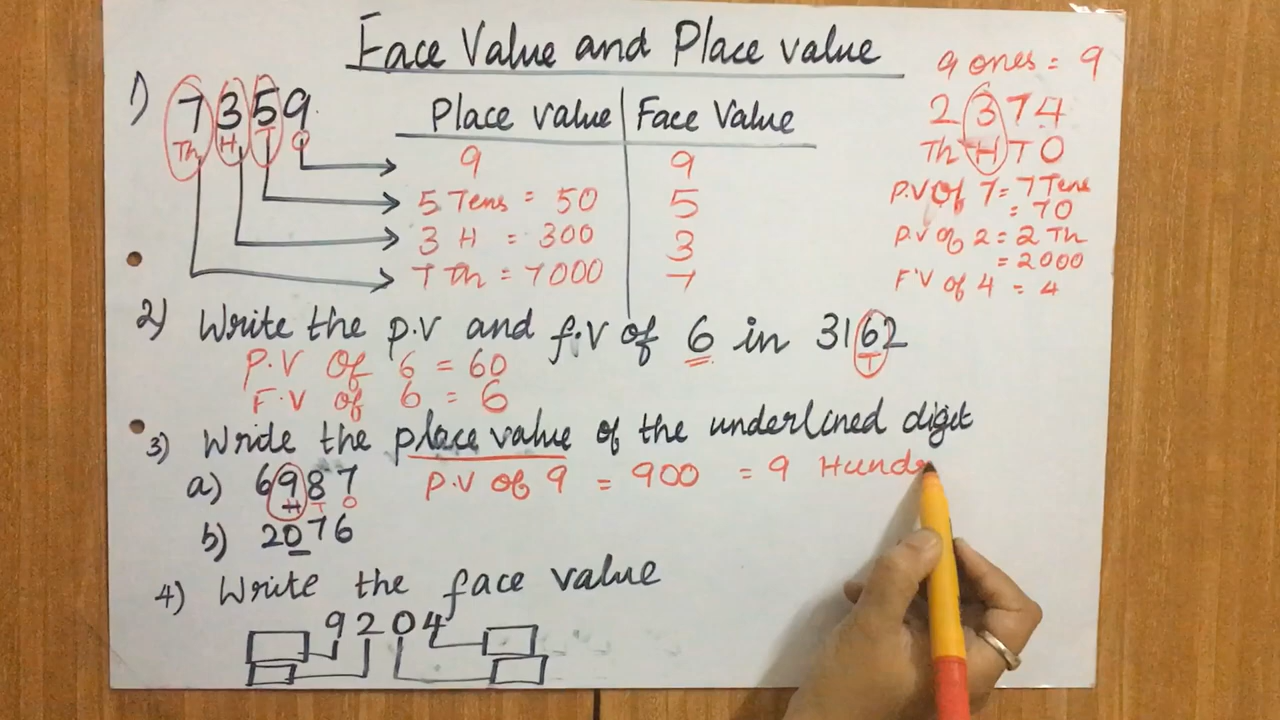 Face Value and Place value
9 ones = 9
1) 7359
Th H T O
Place value Face Value
9 9
5 Tens = 50 5
3 H = 300 3
7 Th = 7000 7
2374
Th H T O
P.V of 7 = 7 Tens
= 70
P.V of 2 = 2 Th
= 2000
F.V of 4 = 4
2) Write the P.V and f.V of 6 in 3162
T
P.V of 6 = 60
F.V of 6 = 6
3) Write the place value of the underlined digit
a) 6987 P.V of 9 = 900 = 9 Hundr
H T O
b) 2076
4) Write the face value
9204